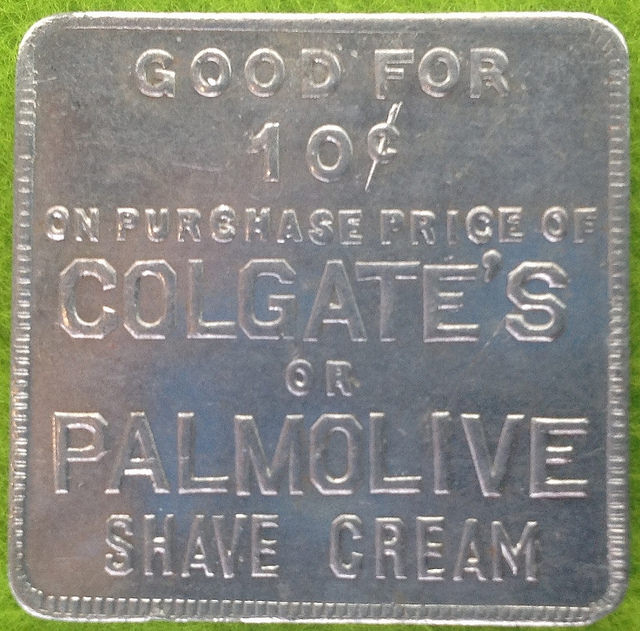 GOOD FOR
10¢
ON PURCHASE PRICE OF
COLGATE'S
OR
PALMOLIVE
SHAVE CREAM